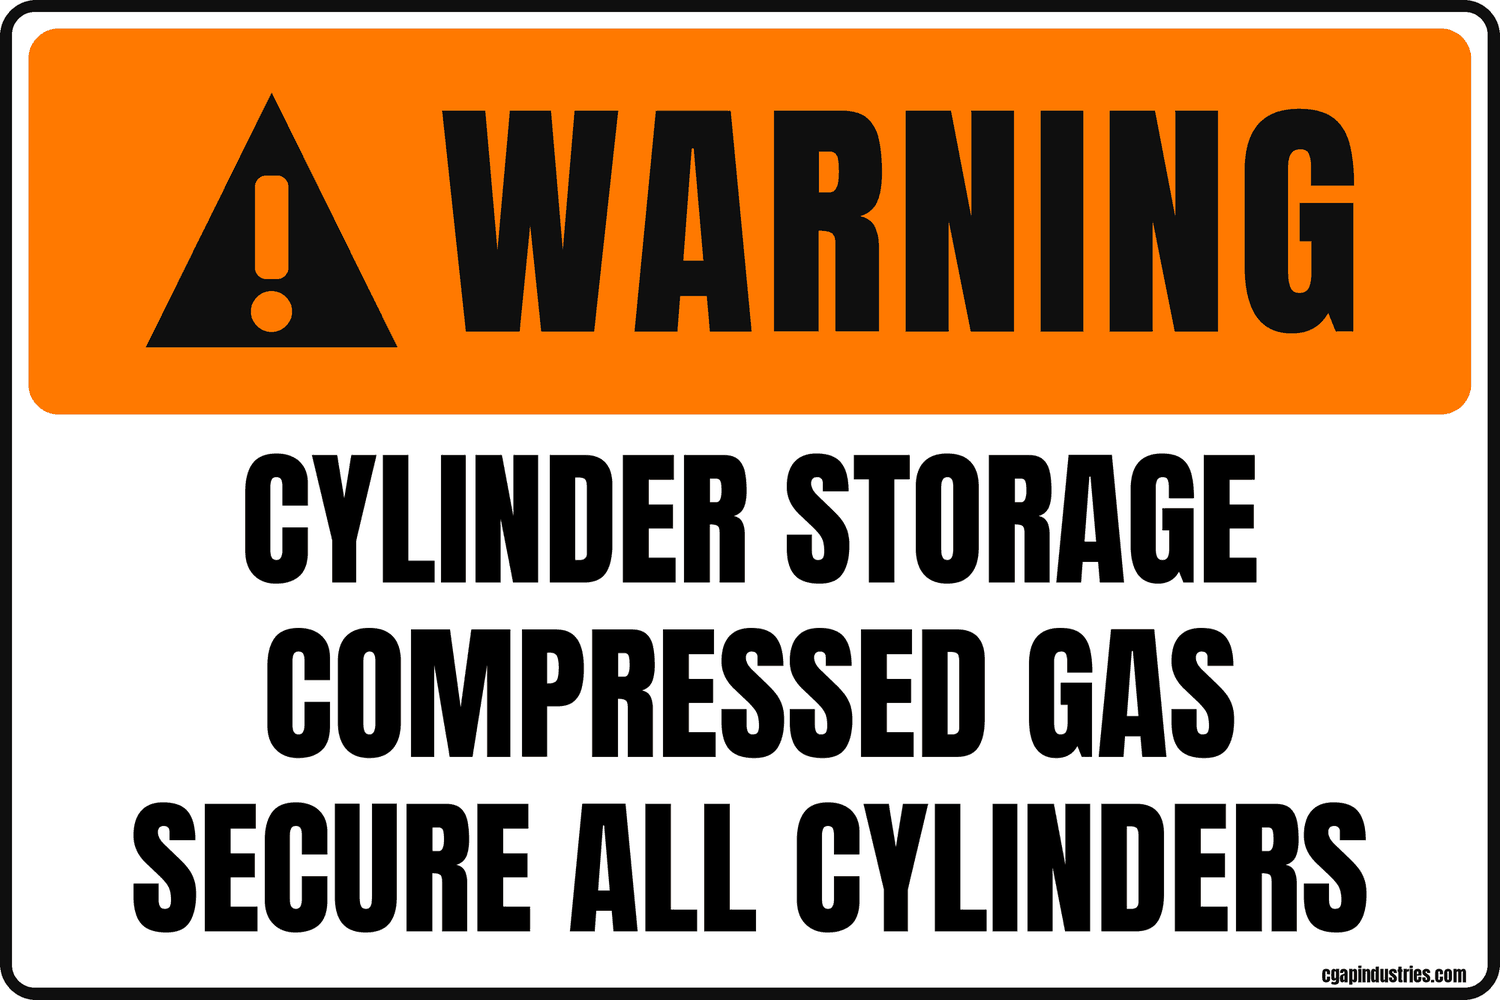 WARNING
CYLINDER STORAGE
COMPRESSED GAS
SECURE ALL CYLINDERS
cgapindustries.com